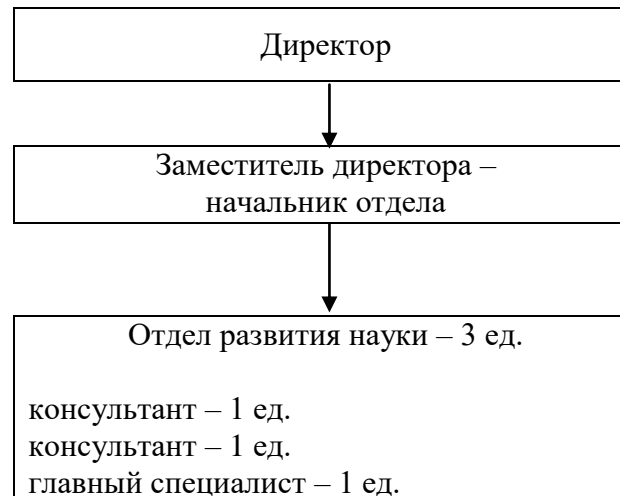 Директор
Заместитель директора –
начальник отдела
Отдел развития науки – 3 ед.
консультант – 1 ед.
консультант – 1 ед.
главный специалист – 1 ед.